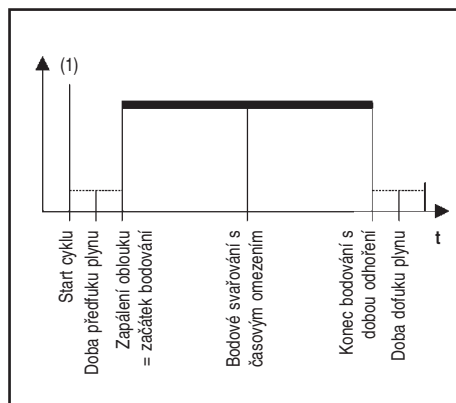 (1)
t
Start cyklu
Doba předfuku plynu
Zapálení oblouku
= začátek bodování
Bodové svařování s
časovým omezením
Konec bodování s
dobou odhoření
Doba dofuku plynu